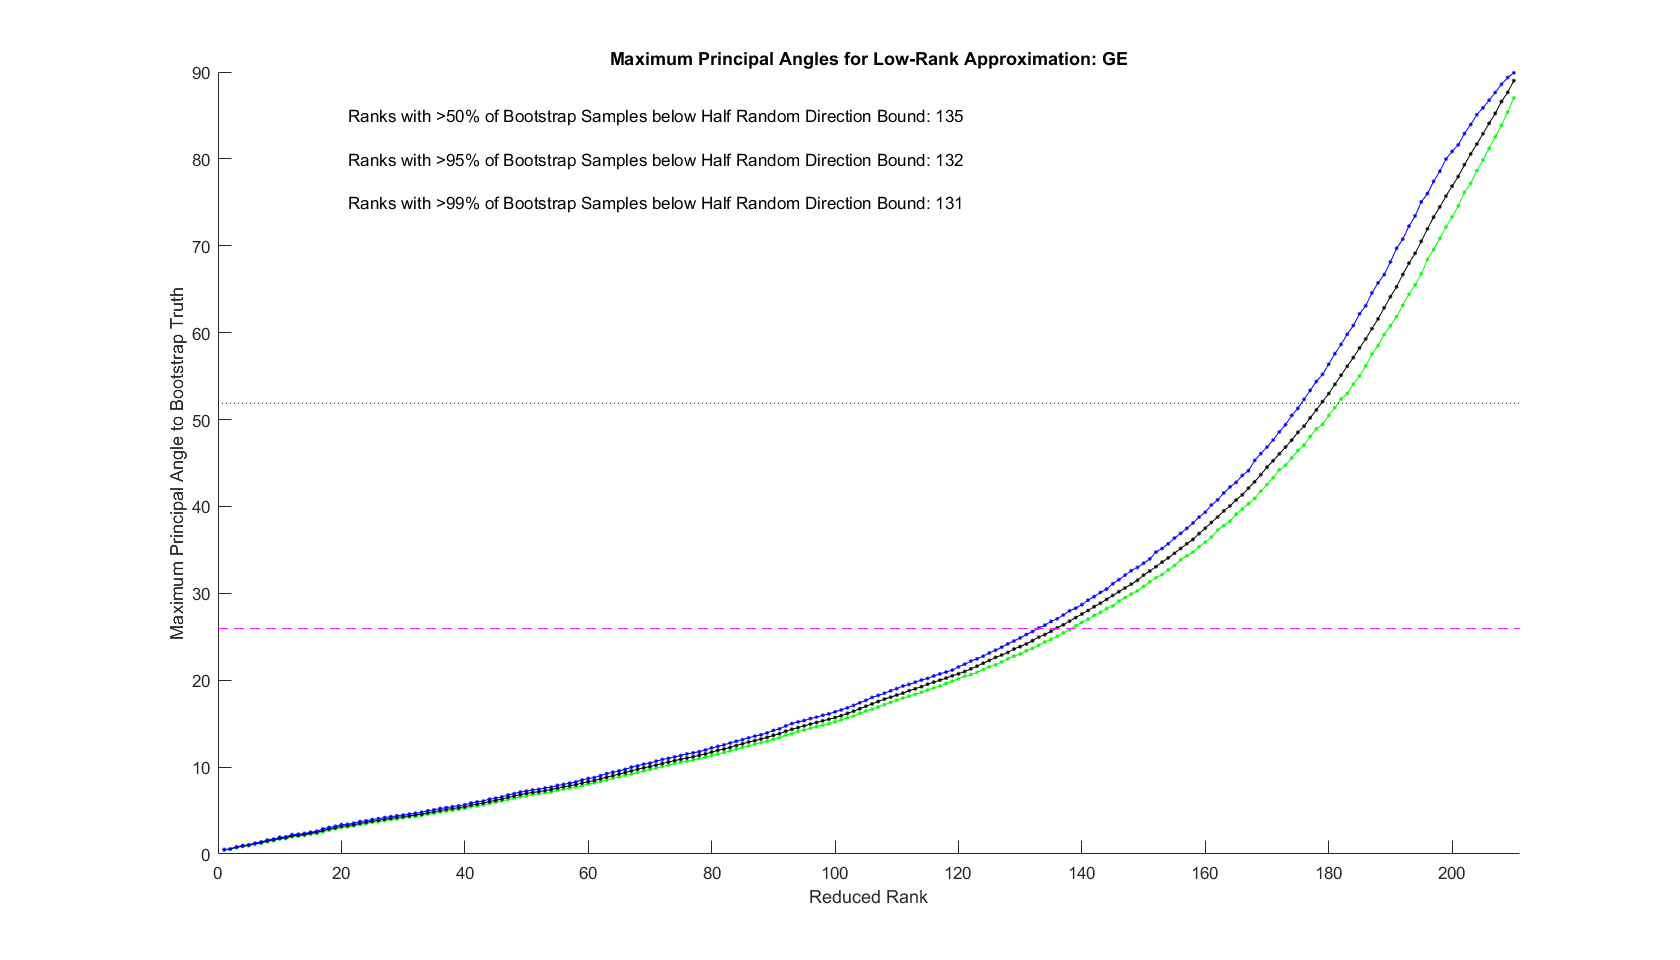 Maximum Principal Angles for Low-Rank Approximation: GE
Ranks with >50% of Bootstrap Samples below Half Random Direction Bound: 135
Ranks with >95% of Bootstrap Samples below Half Random Direction Bound: 132
Ranks with >99% of Bootstrap Samples below Half Random Direction Bound: 131
Maximum Principal Angle to Bootstrap Truth
90
80
70
60
50
40
30
20
10
0
0 20 40 60 80 100 120 140 160 180 200
Reduced Rank